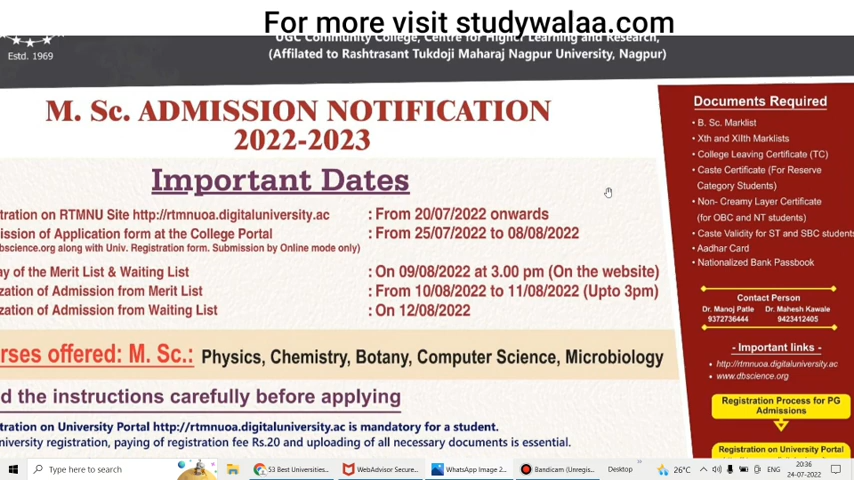 For more visit studywalaa.com
UGC Community College, Centre for Higher Learning and Research,
Estd. 1969
(Affilated to Rashtrasant Tukdoji Maharaj Nagpur University, Nagpur)
M. Sc. ADMISSION NOTIFICATION
2022-2023
Important Dates
tration on RTMNU Site http://rtmnuoa.digitaluniversity.ac : From 20/07/2022 onwards
ission of Application form at the College Portal : From 25/07/2022 to 08/08/2022
bscience.org along with Univ. Registration form. Submission by Online mode only)
ay of the Merit List & Waiting List : On 09/08/2022 at 3.00 pm (On the website)
zation of Admission from Merit List : From 10/08/2022 to 11/08/2022 (Upto 3pm)
zation of Admission from Waiting List : On 12/08/2022
rses offered: M. Sc.: Physics, Chemistry, Botany, Computer Science, Microbiology
d the instructions carefully before applying
tration on University Portal http://rtmnuoa.digitaluniversity.ac is mandatory for a student.
niversity registration, paying of registration fee Rs.20 and uploading of all necessary documents is essential.
Documents Required
• B. Sc. Marklist
• Xth and XIIth Marklists
• College Leaving Certificate (TC)
• Caste Certificate (For Reserve
Category Students)
• Non- Creamy Layer Certificate
(for OBC and NT students)
• Caste Validity for ST and SBC students
• Aadhar Card
• Nationalized Bank Passbook
Contact Person
Dr. Manoj Patle Dr. Mahesh Kawale
9372736444 9423412405
- Important links -
• http://rtmnuoa.digitaluniversity.ac
• www.dbscience.org
Registration Process for PG
Admissions
Registration on University Portal
Type here to search
53 Best Universities...
WebAdvisor Secure...
WhatsApp Image 2...
Bandicam (Unregis...
Desktop
26°C
ENG
20:36
24-07-2022